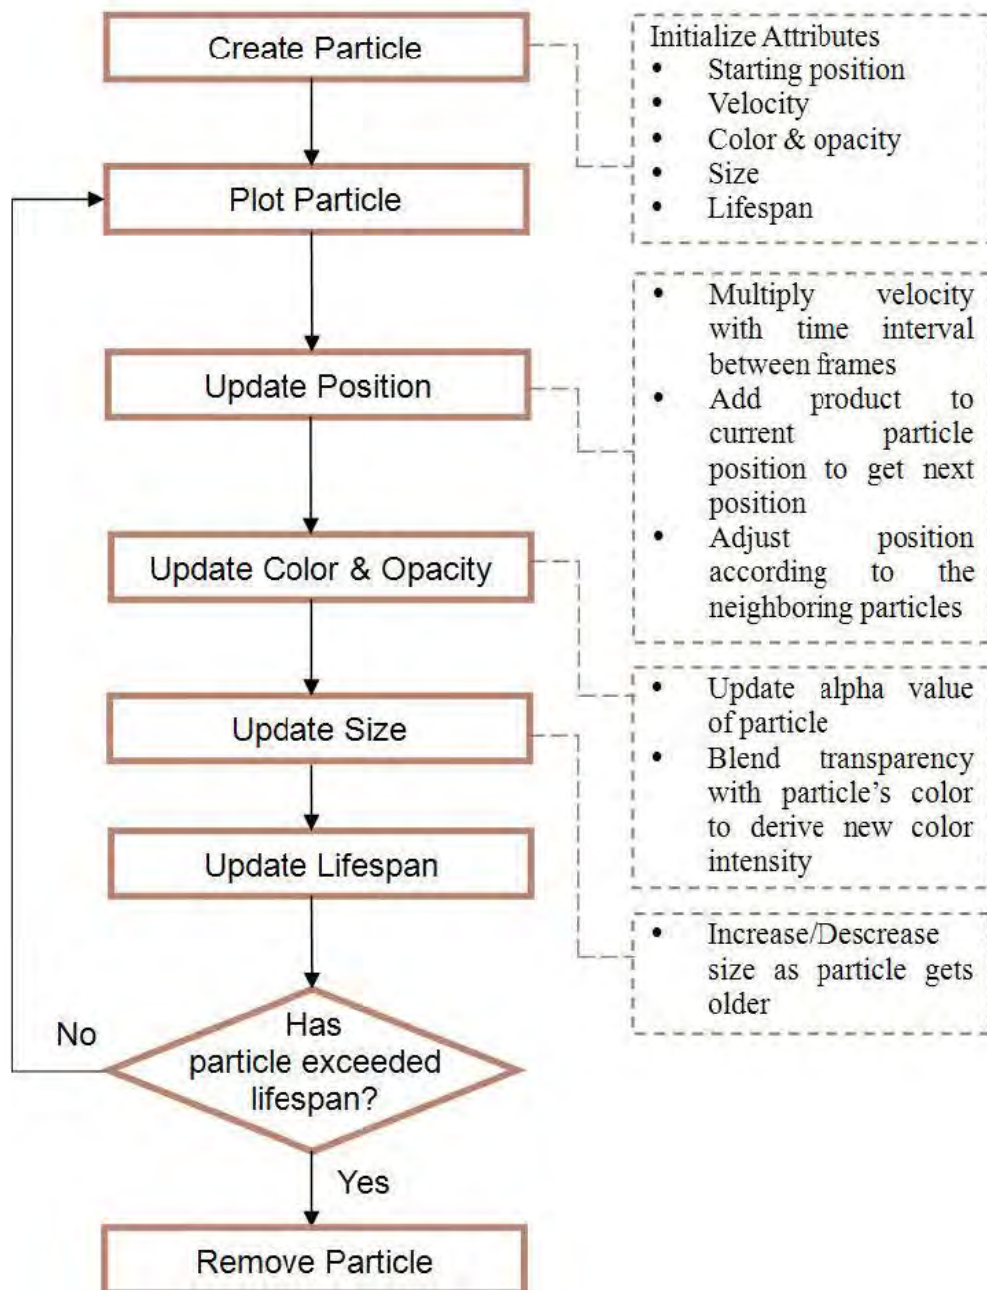 Create Particle
Initialize Attributes
• Starting position
• Velocity
• Color & opacity
• Size
• Lifespan
Plot Particle
• Multiply velocity
with time interval
between frames
• Add product to
current particle
position to get next
position
• Adjust position
according to the
neighboring particles
Update Position
Update Color & Opacity
• Update alpha value
of particle
• Blend transparency
with particle’s color
to derive new color
intensity
Update Size
• Increase/Descrease
size as particle gets
older
Update Lifespan
Has
particle exceeded
lifespan?
No
Yes
Remove Particle